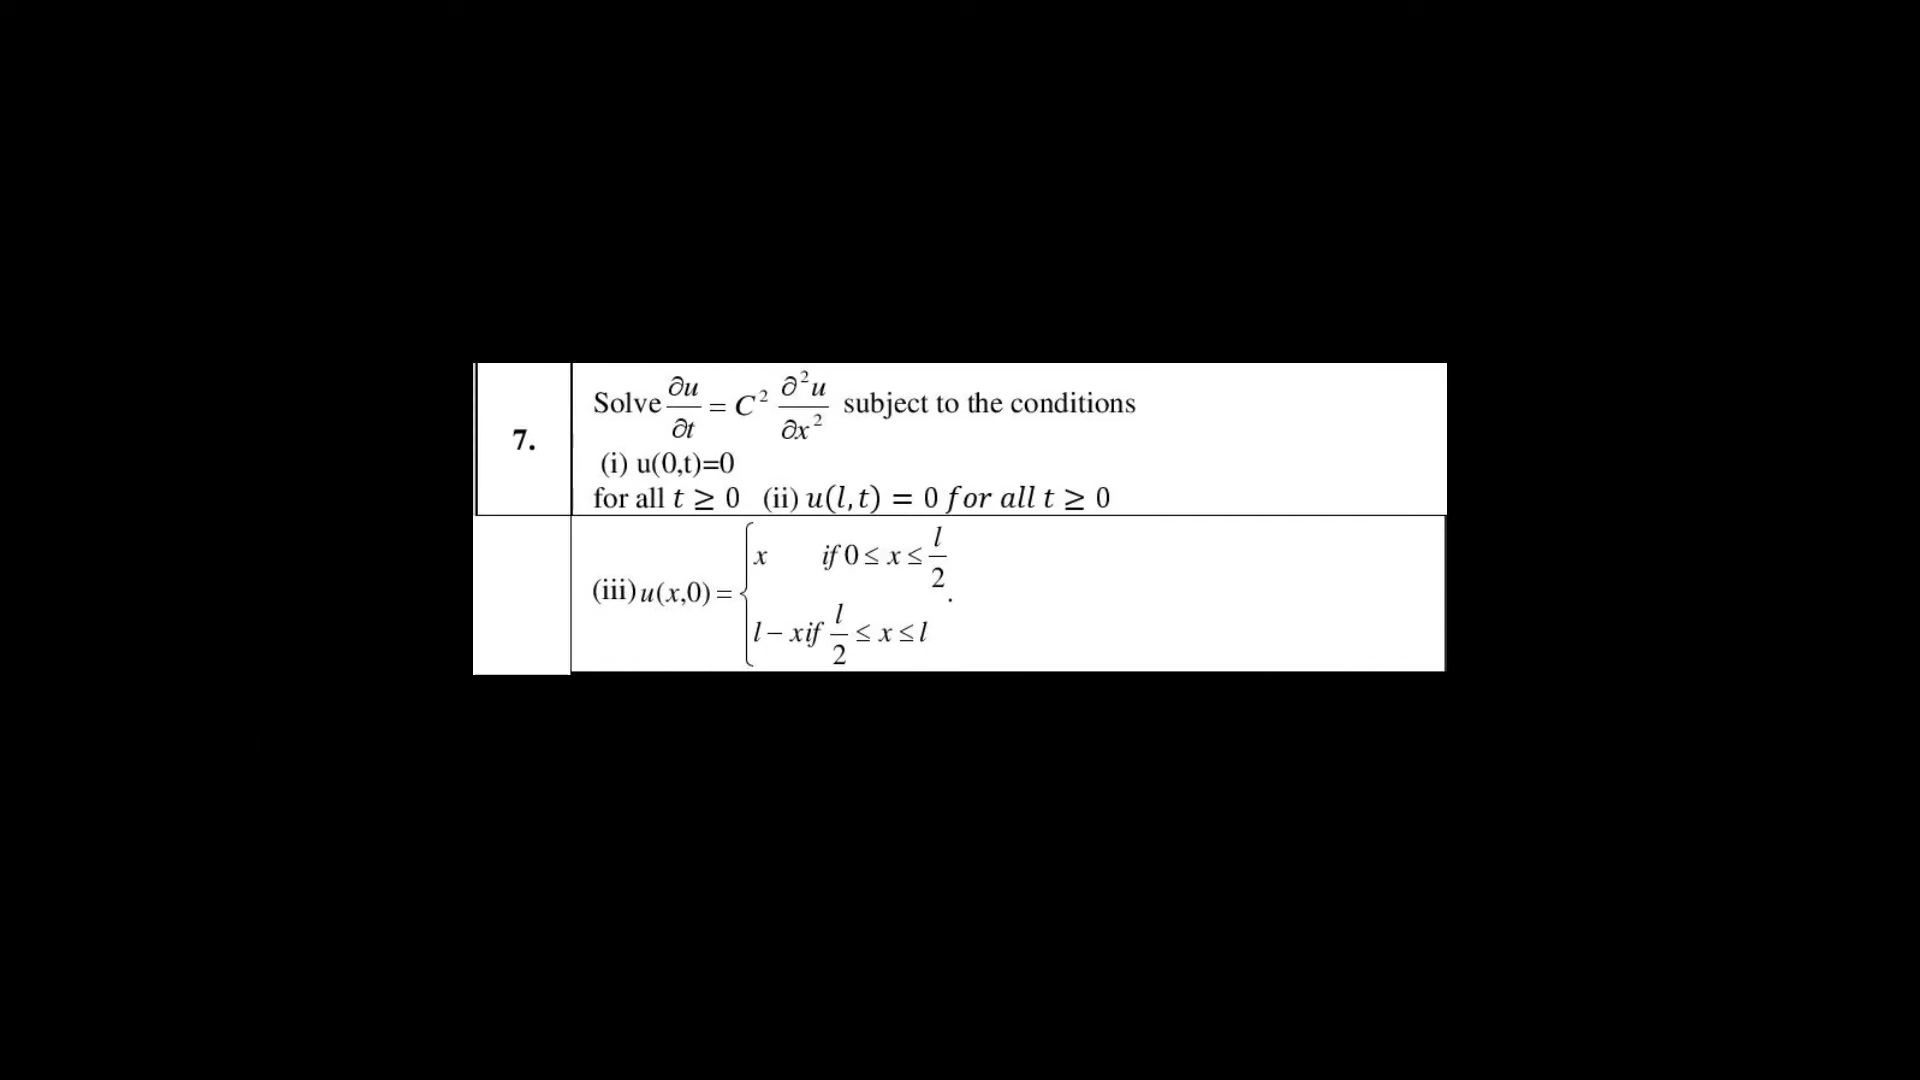 7.
Solve ∂u/∂t = C² ∂²u/∂x² subject to the conditions
(i) u(0,t)=0
for all t ≥ 0 (ii) u(l,t) = 0 for all t ≥ 0
(iii) u(x,0) = { x if 0 ≤ x ≤ l/2
l − xif l/2 ≤ x ≤ l .